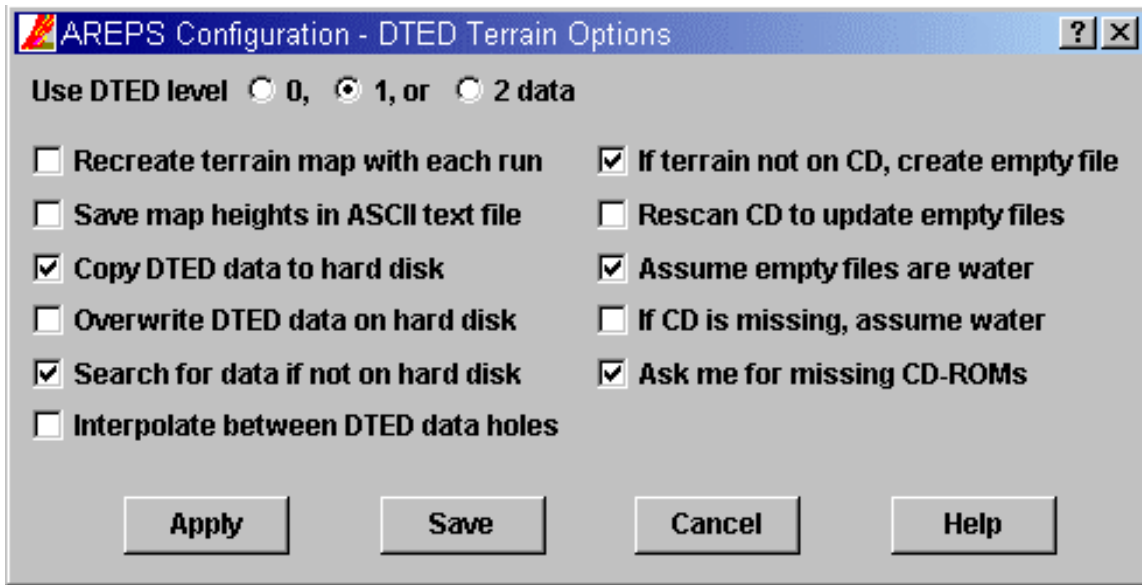 AREPS Configuration - DTED Terrain Options
Use DTED level 0, 1, or 2 data
Recreate terrain map with each run
Save map heights in ASCII text file
Copy DTED data to hard disk
Overwrite DTED data on hard disk
Search for data if not on hard disk
Interpolate between DTED data holes
If terrain not on CD, create empty file
Rescan CD to update empty files
Assume empty files are water
If CD is missing, assume water
Ask me for missing CD-ROMs
Apply Save Cancel Help